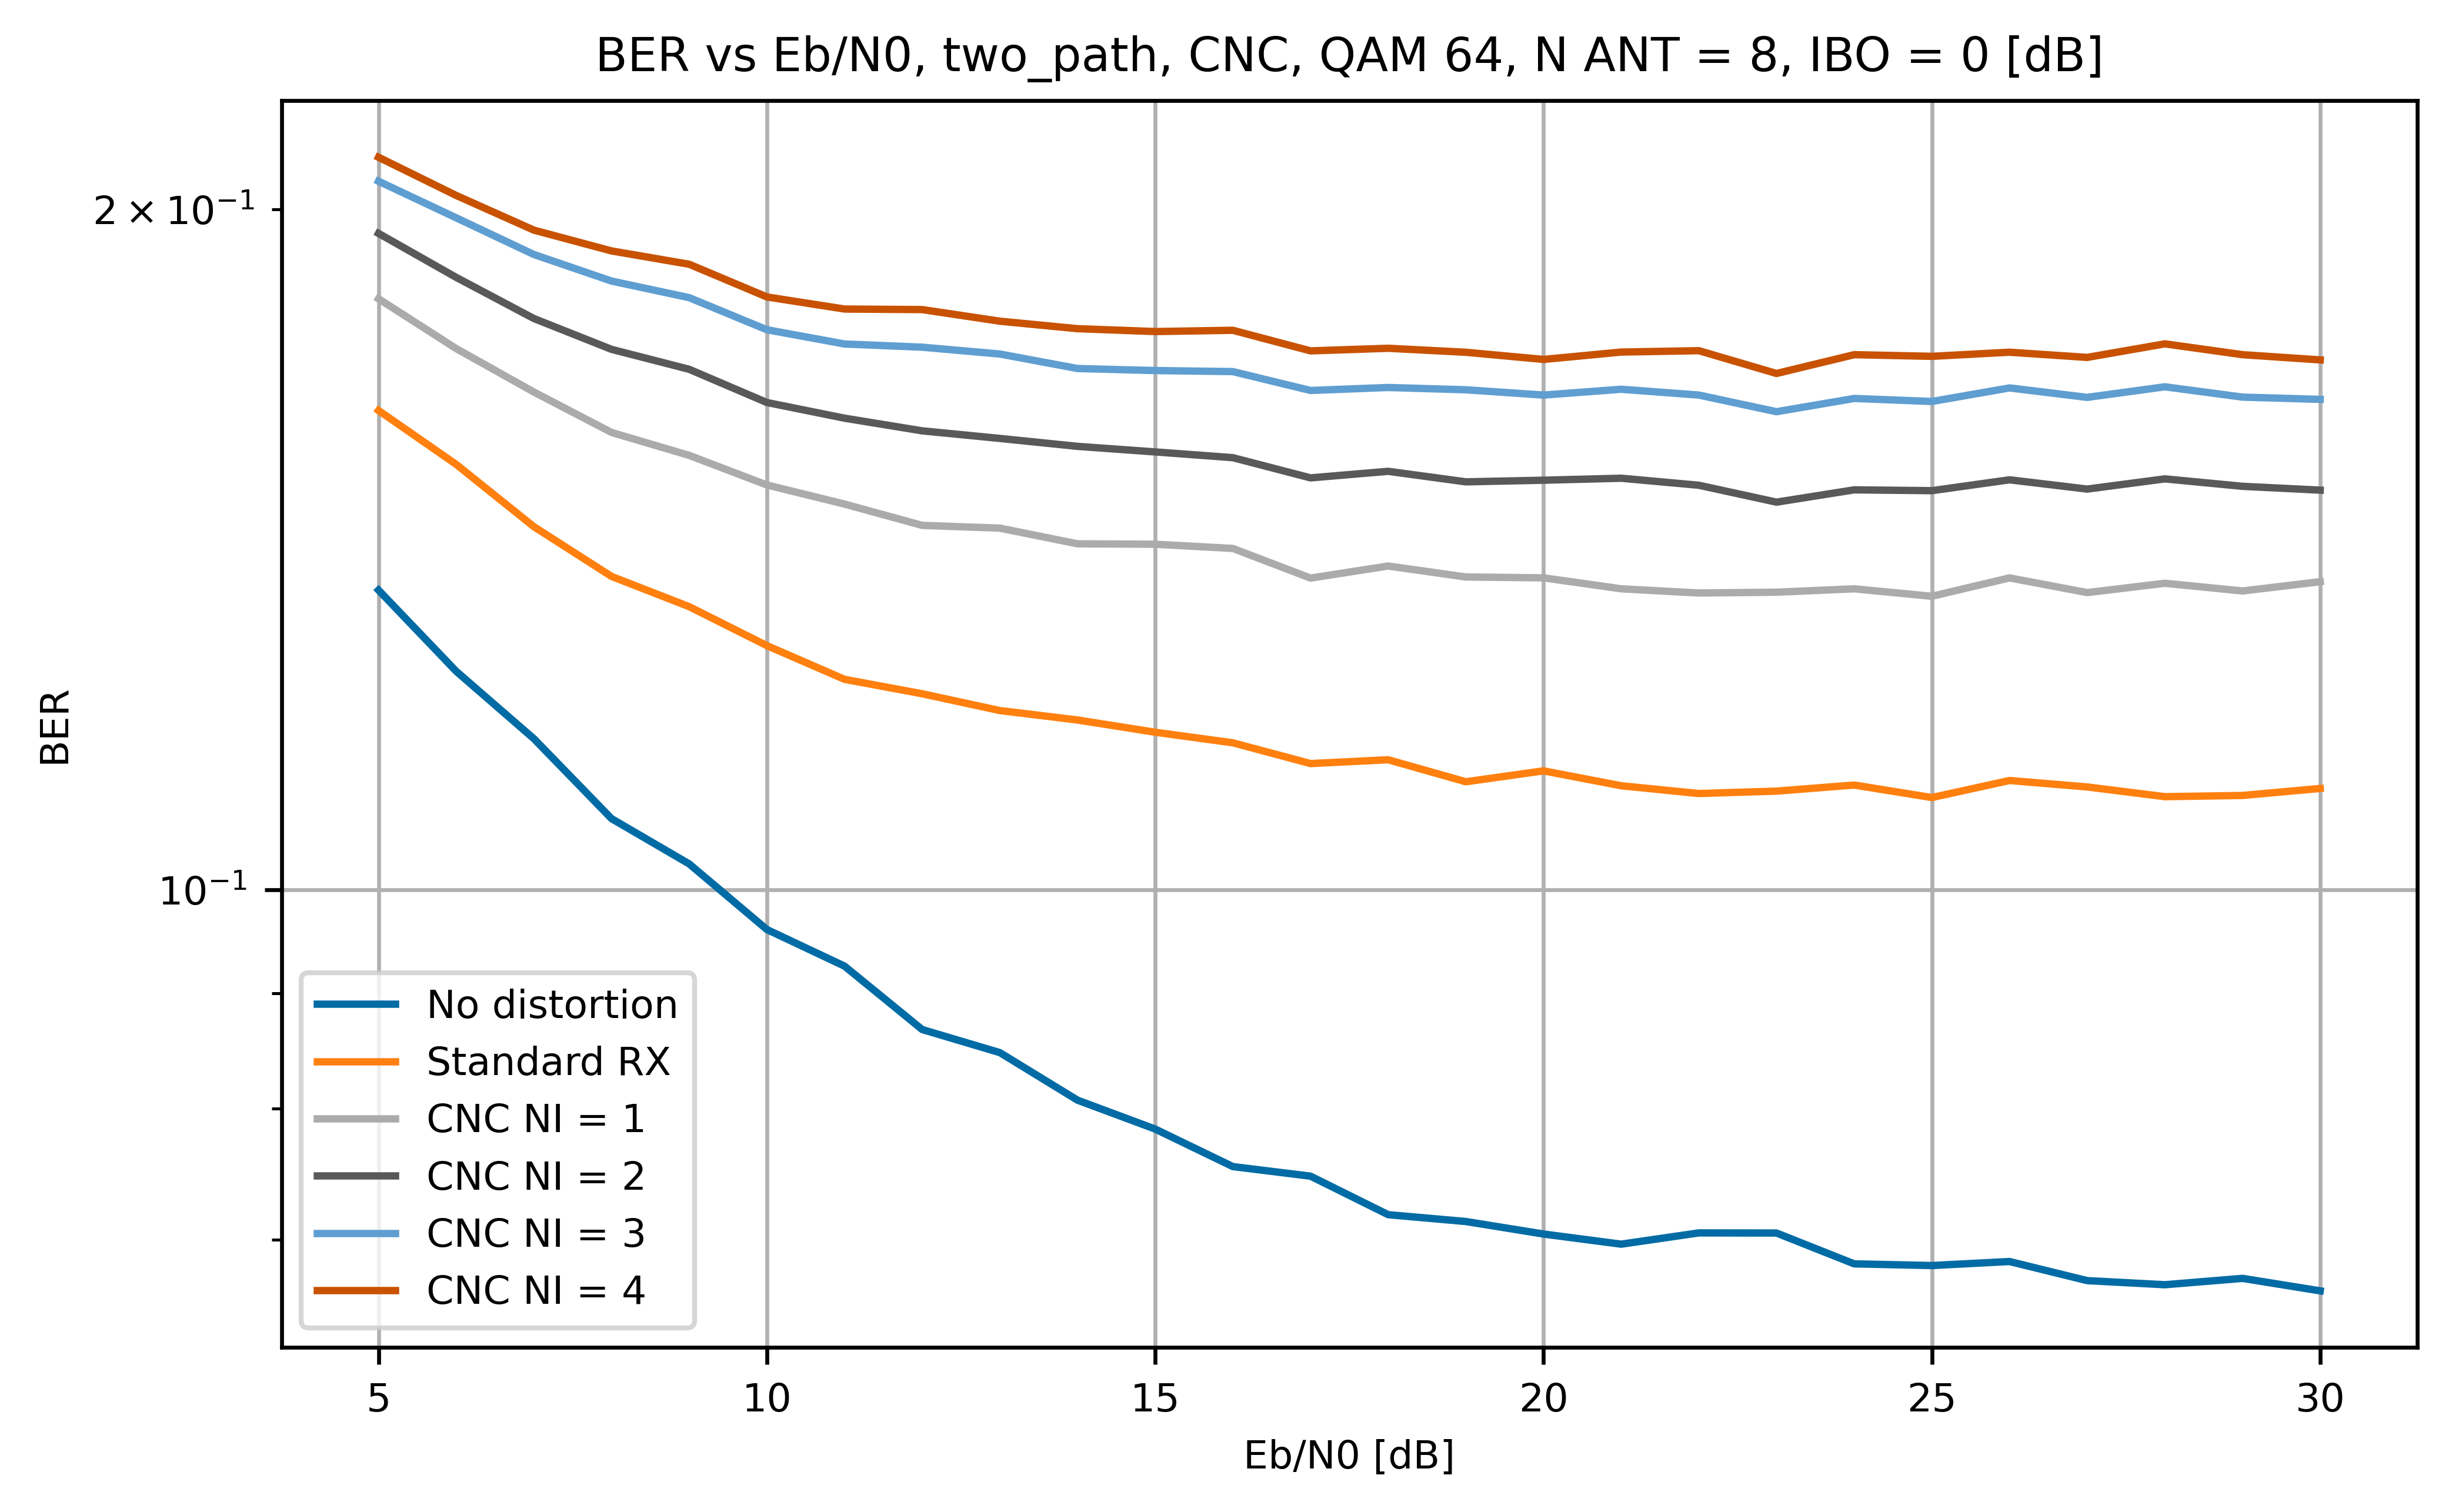 BER vs Eb/N0, two_path, CNC, QAM 64, N ANT = 8, IBO = 0 [dB]
2 × 10⁻¹
10⁻¹
BER
No distortion
Standard RX
CNC NI = 1
CNC NI = 2
CNC NI = 3
CNC NI = 4
5 10 15 20 25 30
Eb/N0 [dB]